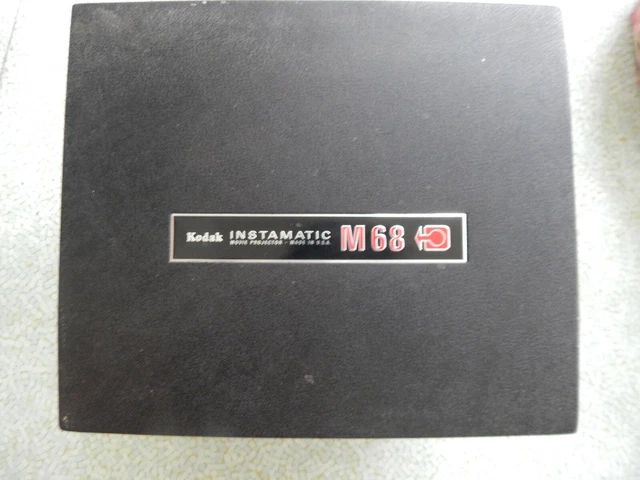 Kodak INSTAMATIC M68
MOVIE PROJECTOR - MADE IN U.S.A.